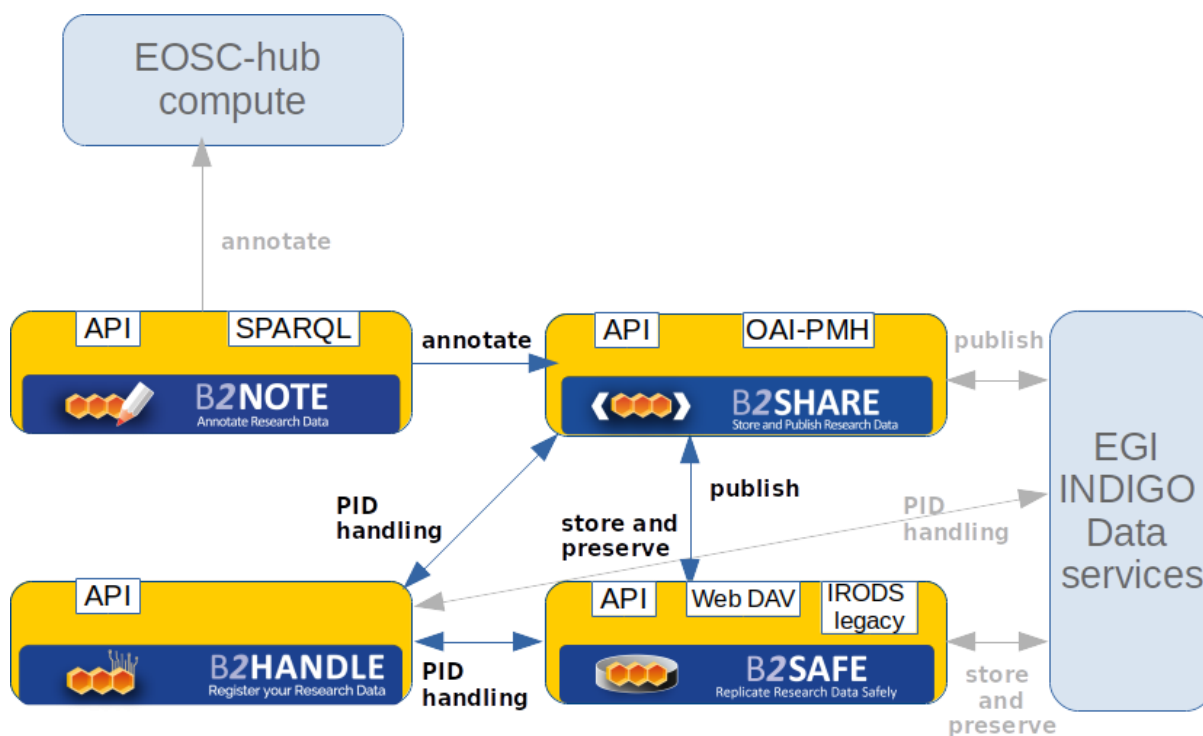 EOSC-hub
compute
annotate
API
SPARQL
annotate
API
OAI-PMH
publish
B2NOTE
Annotate Research Data
B2SHARE
Store and Publish Research Data
EGI
INDIGO
Data
services
PID
handling
publish
store and
preserve
PID
handling
API
API
Web DAV
IRODS
legacy
B2HANDLE
Register your Research Data
PID
handling
B2SAFE
Replicate Research Data Safely
store
and
preserve